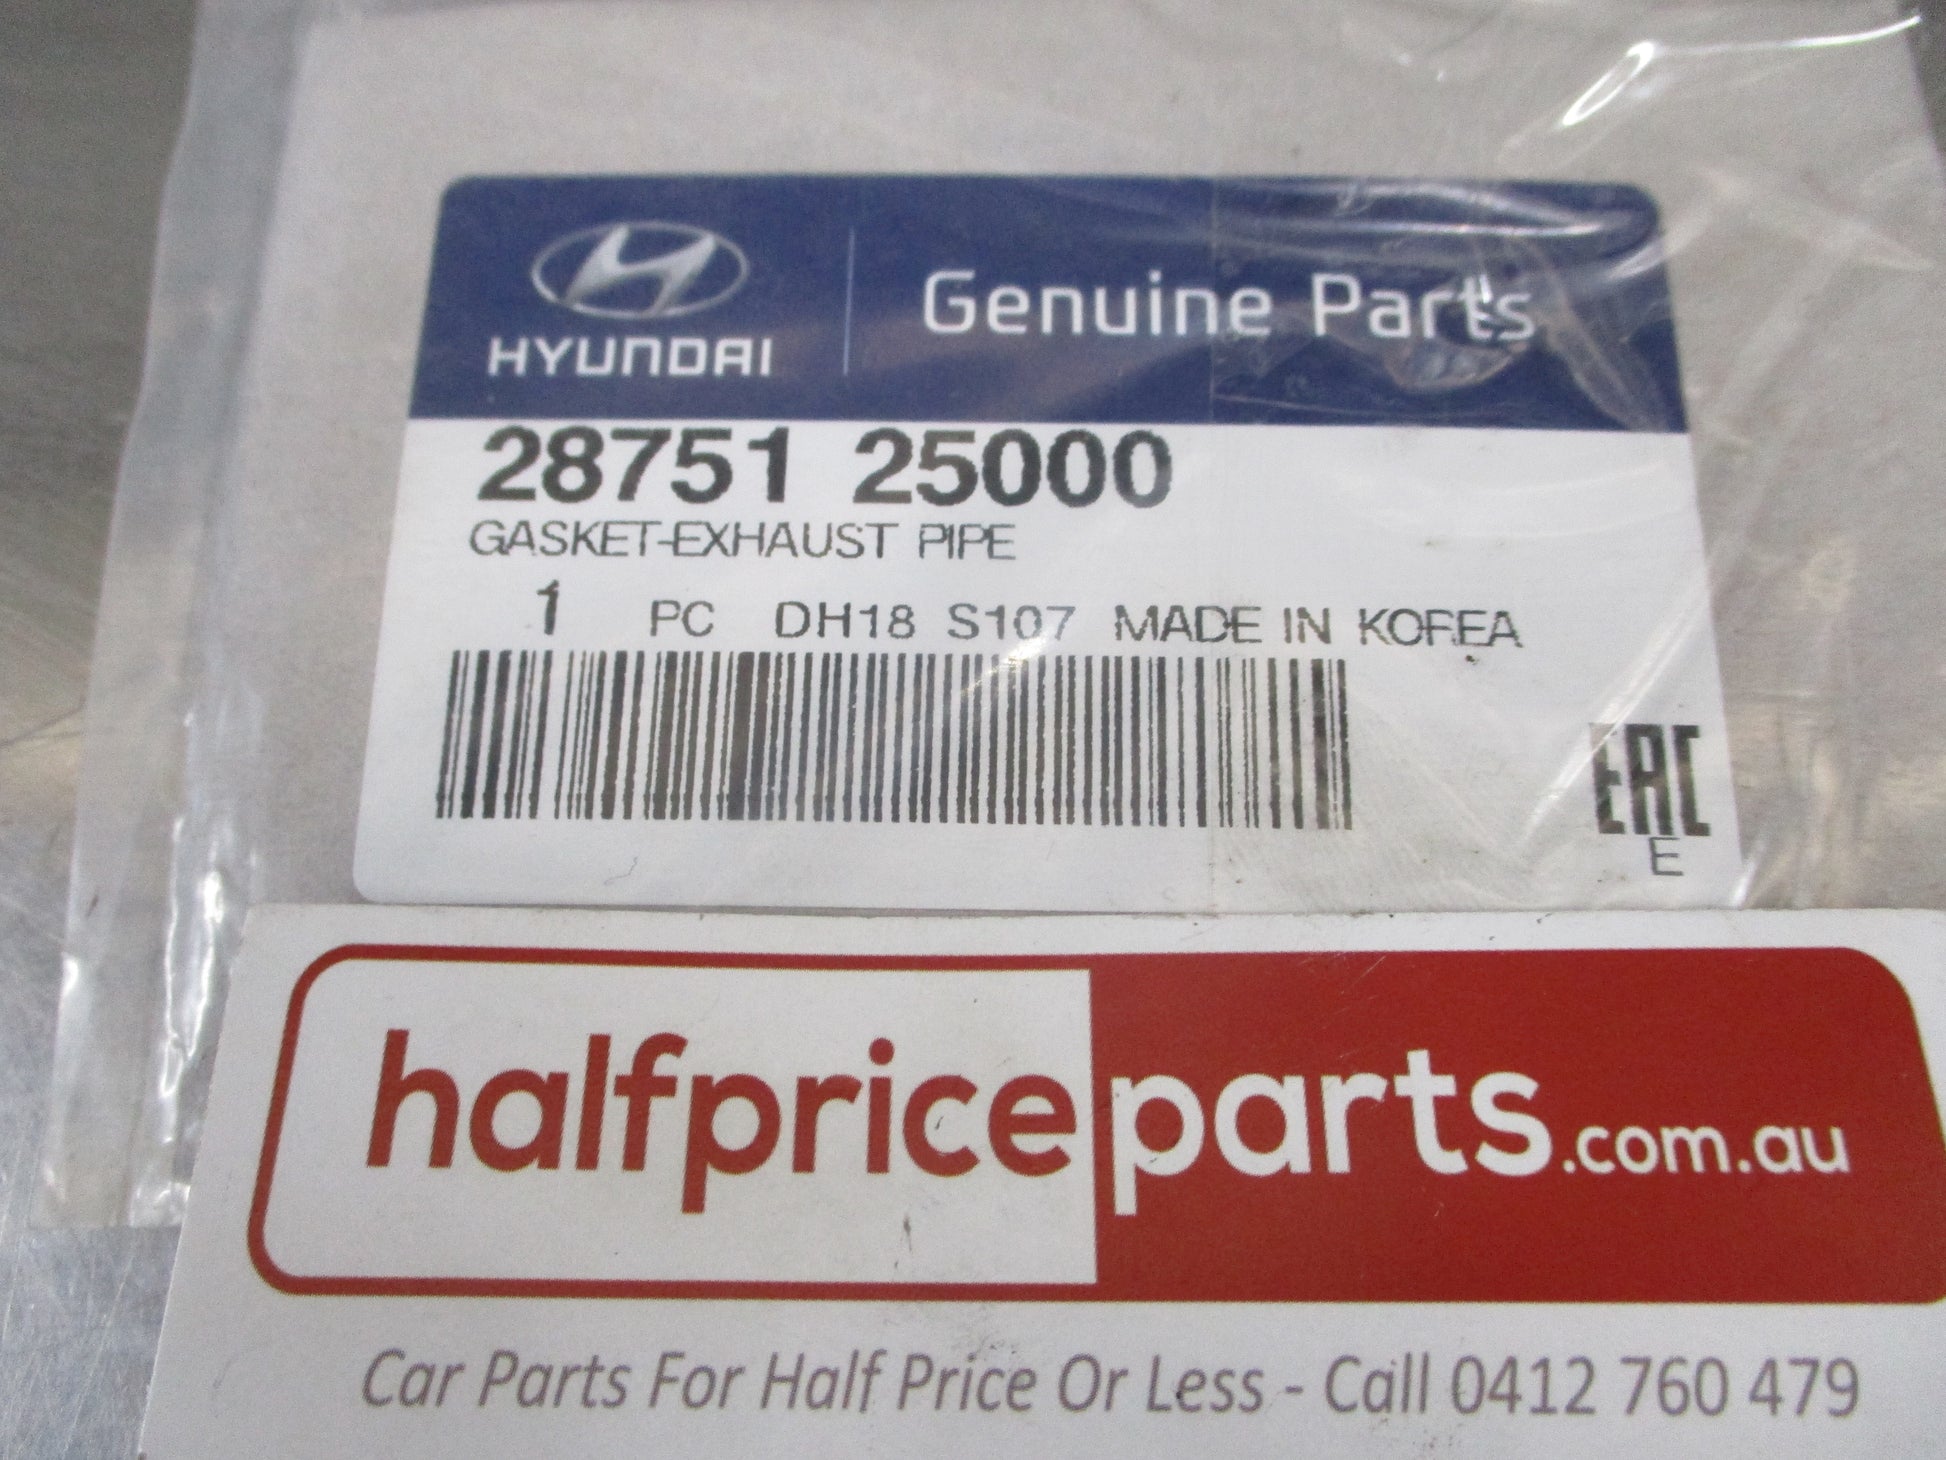 HYUNDAI
Genuine Parts
28751 25000
GASKET-EXHAUST PIPE
1 PC DH18 S107 MADE IN KOREA
EAC
E
halfpriceparts.com.au
Car Parts For Half Price Or Less - Call 0412 760 479